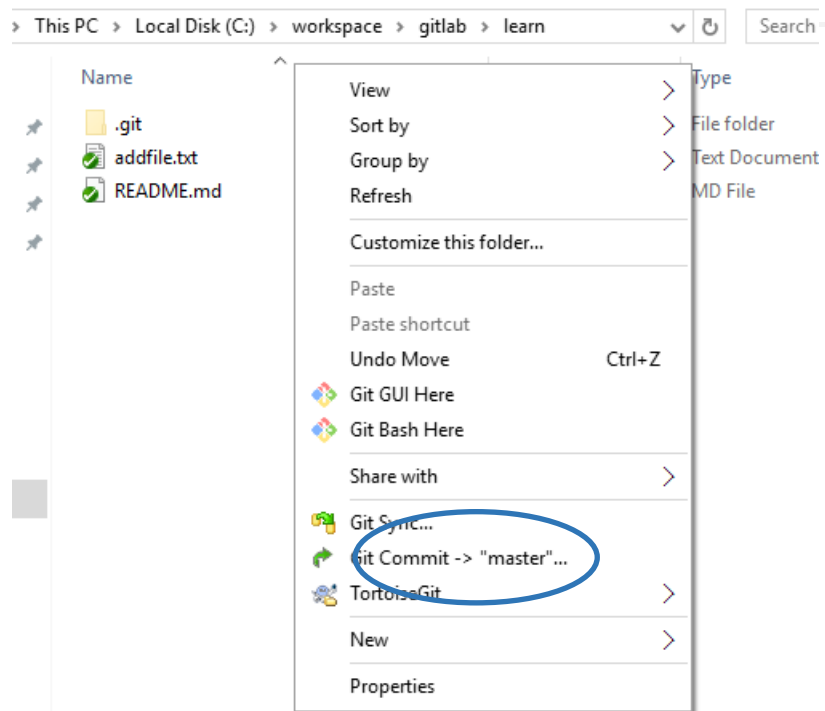 > This PC > Local Disk (C:) > workspace > gitlab > learn
Search
Name
Type
.git
File folder
addfile.txt
Text Document
README.md
MD File
View
Sort by
Group by
Refresh
Customize this folder...
Paste
Paste shortcut
Undo Move Ctrl+Z
Git GUI Here
Git Bash Here
Share with
Git Sync...
Git Commit -> "master"...
TortoiseGit
New
Properties